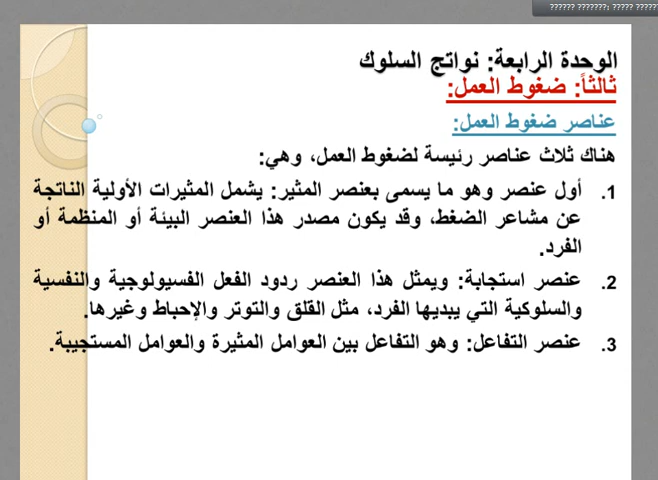 ?????? ???????: ????? ?????
الوحدة الرابعة: نواتج السلوك
ثالثاً: ضغوط العمل:
عناصر ضغوط العمل:
هناك ثلاث عناصر رئيسة لضغوط العمل، وهي:
1. أول عنصر وهو ما يسمى بعنصر المثير: يشمل المثيرات الأولية الناتجة
عن مشاعر الضغط، وقد يكون مصدر هذا العنصر البيئة أو المنظمة أو
الفرد.
2. عنصر استجابة: ويمثل هذا العنصر ردود الفعل الفسيولوجية والنفسية
والسلوكية التي يبديها الفرد، مثل القلق والتوتر والإحباط وغيرها.
3. عنصر التفاعل: وهو التفاعل بين العوامل المثيرة والعوامل المستجيبة.